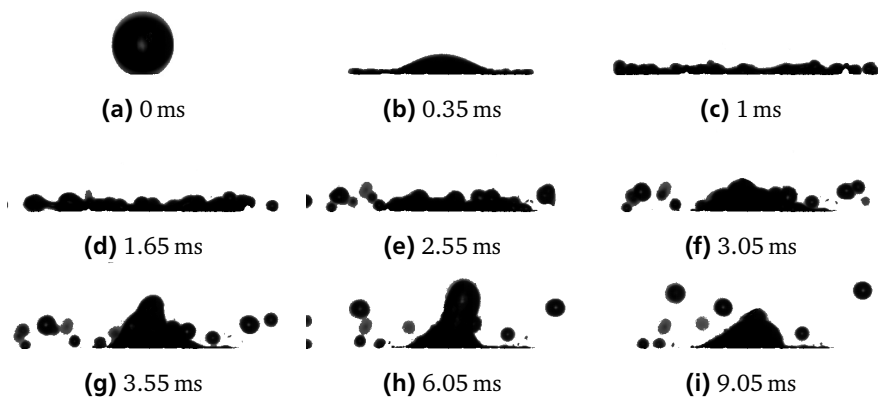 (a) 0 ms
(b) 0.35 ms
(c) 1 ms
(d) 1.65 ms
(e) 2.55 ms
(f) 3.05 ms
(g) 3.55 ms
(h) 6.05 ms
(i) 9.05 ms